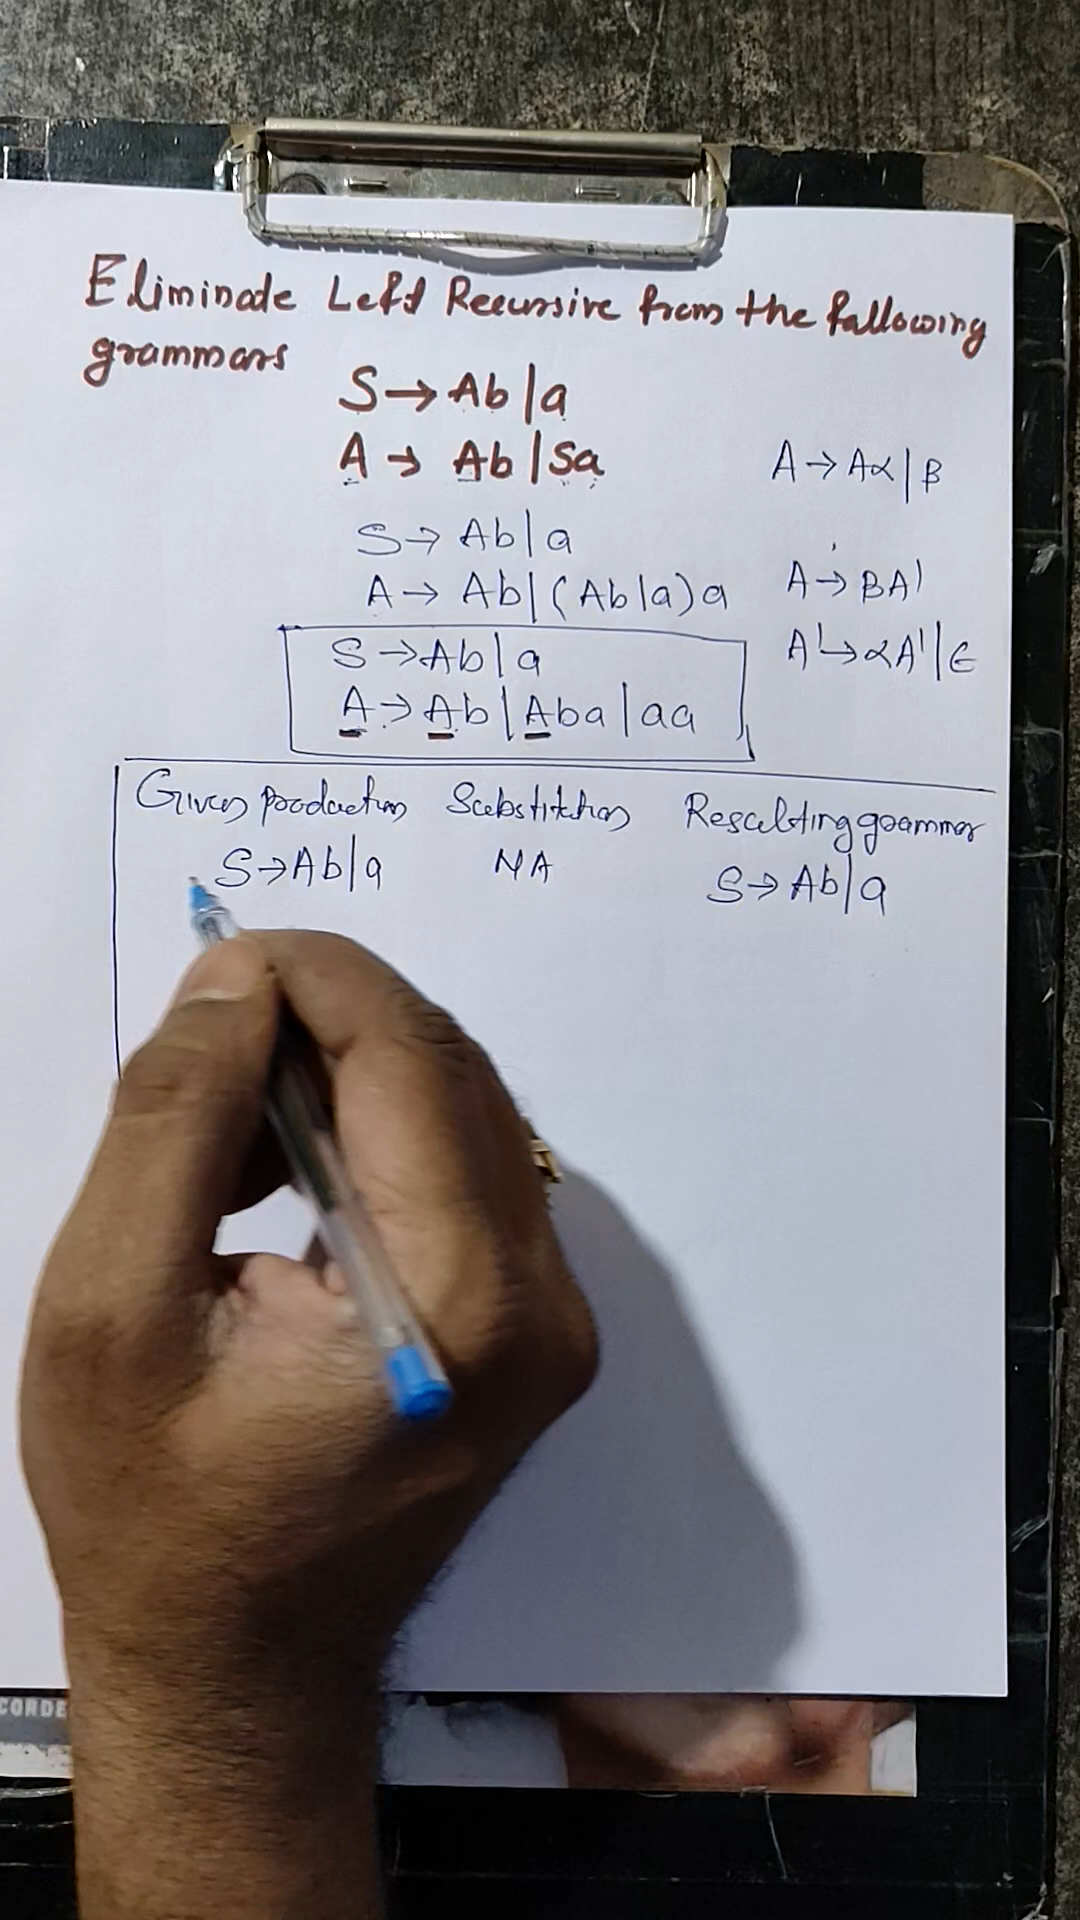 Eliminate Left Recursive from the following
grammars
S → Ab | a
A → Ab | Sa
A → Aα | β
S → Ab | a
A → Ab | (Ab | a) a
A → βA'
A' → αA' | ε
S → Ab | a
A → Ab | Aba | aa
Given production Substitution Resulting grammar
S → Ab | a NA S → Ab | a
CORDE